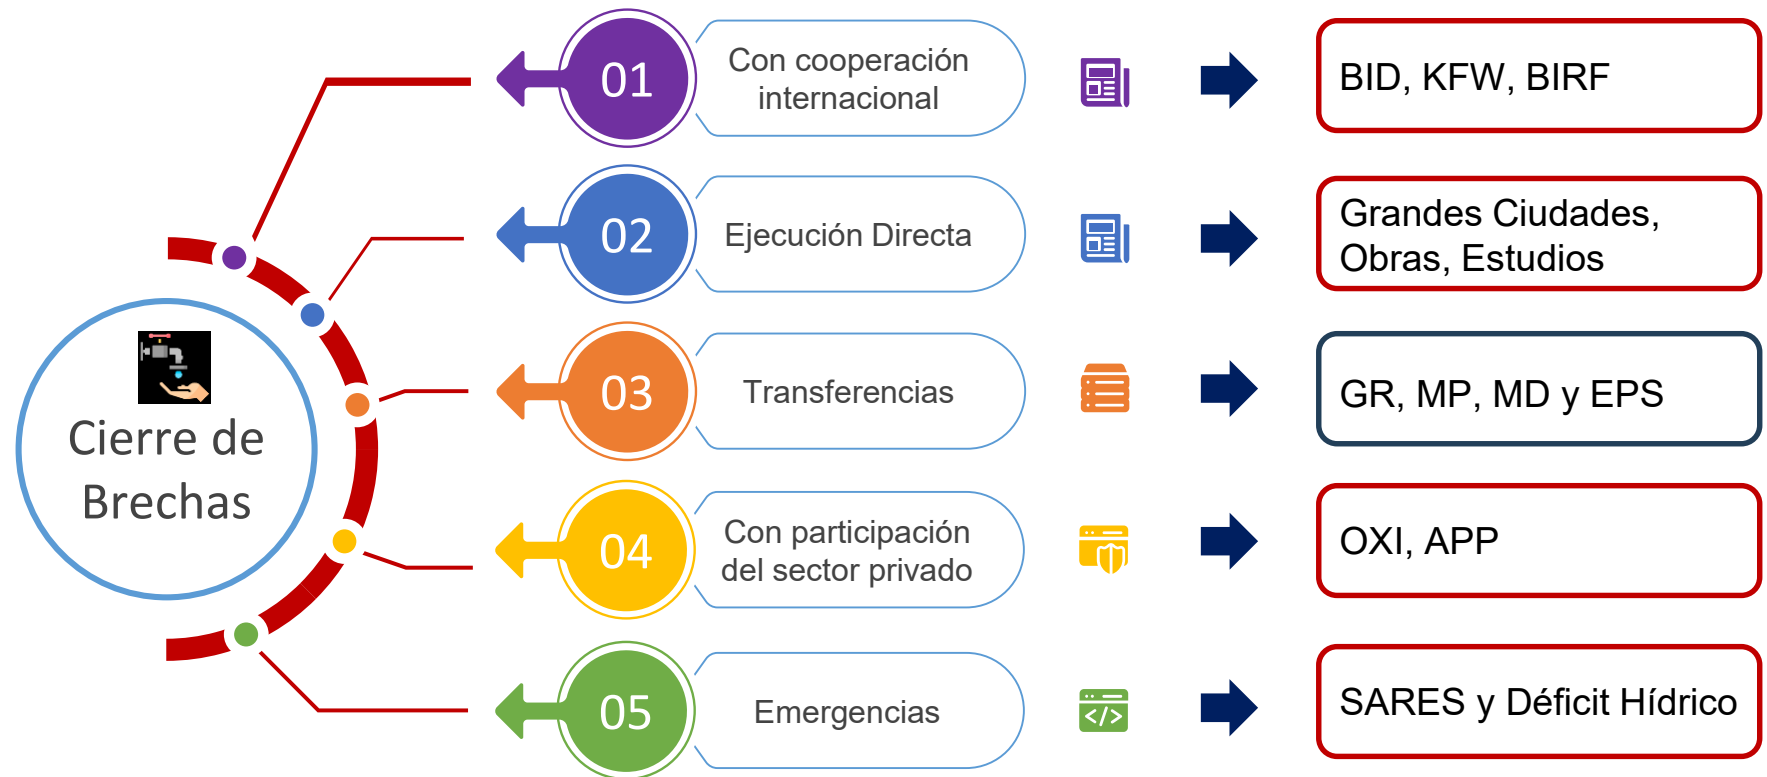 Cierre de
Brechas
01
Con cooperación
internacional
BID, KFW, BIRF
02
Ejecución Directa
Grandes Ciudades,
Obras, Estudios
03
Transferencias
GR, MP, MD y EPS
04
Con participación
del sector privado
OXI, APP
05
Emergencias
</>
SARES y Déficit Hídrico